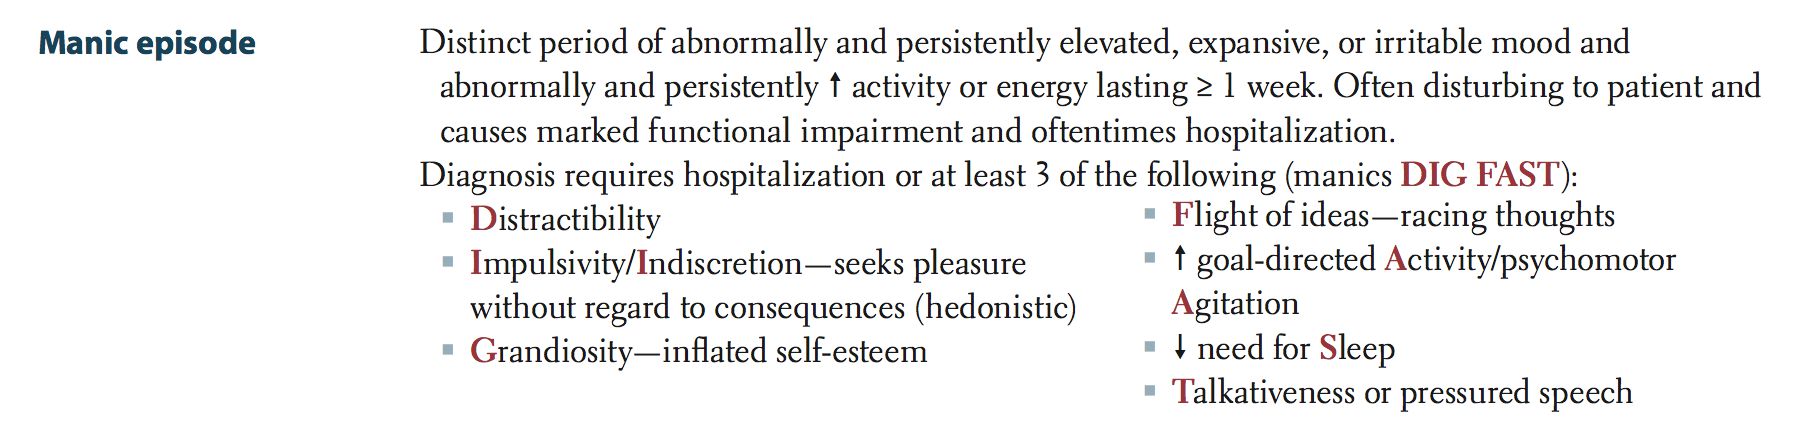 Manic episode
Distinct period of abnormally and persistently elevated, expansive, or irritable mood and
abnormally and persistently ↑ activity or energy lasting ≥ 1 week. Often disturbing to patient and
causes marked functional impairment and oftentimes hospitalization.
Diagnosis requires hospitalization or at least 3 of the following (manics DIG FAST):
▪ Distractibility
▪ Impulsivity/Indiscretion—seeks pleasure
without regard to consequences (hedonistic)
▪ Grandiosity—inflated self-esteem
▪ Flight of ideas—racing thoughts
▪ ↑ goal-directed Activity/psychomotor
Agitation
▪ ↓ need for Sleep
▪ Talkativeness or pressured speech